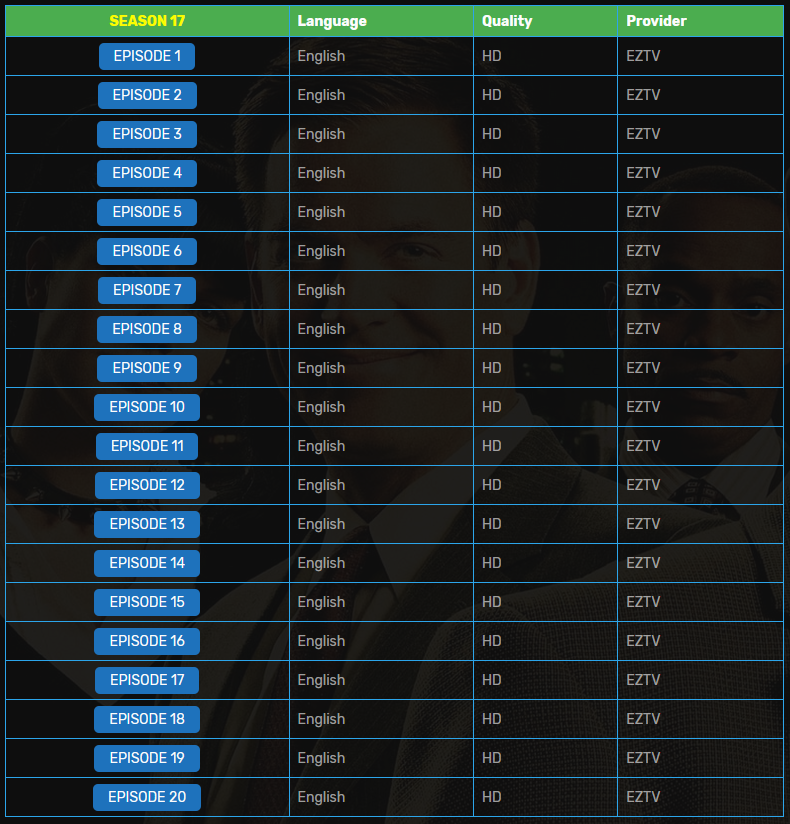 SEASON 17 Language Quality Provider
EPISODE 1 English HD EZTV
EPISODE 2 English HD EZTV
EPISODE 3 English HD EZTV
EPISODE 4 English HD EZTV
EPISODE 5 English HD EZTV
EPISODE 6 English HD EZTV
EPISODE 7 English HD EZTV
EPISODE 8 English HD EZTV
EPISODE 9 English HD EZTV
EPISODE 10 English HD EZTV
EPISODE 11 English HD EZTV
EPISODE 12 English HD EZTV
EPISODE 13 English HD EZTV
EPISODE 14 English HD EZTV
EPISODE 15 English HD EZTV
EPISODE 16 English HD EZTV
EPISODE 17 English HD EZTV
EPISODE 18 English HD EZTV
EPISODE 19 English HD EZTV
EPISODE 20 English HD EZTV